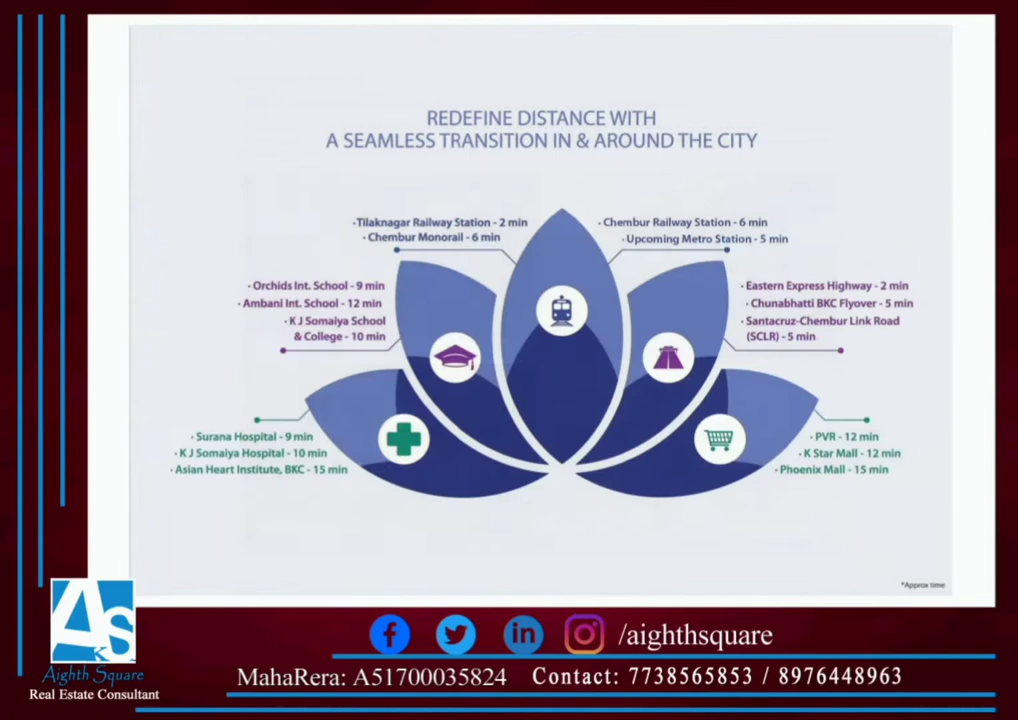 REDEFINE DISTANCE WITH
A SEAMLESS TRANSITION IN & AROUND THE CITY
· Tilaknagar Railway Station - 2 min
· Chembur Monorail - 6 min
· Chembur Railway Station - 6 min
· Upcoming Metro Station - 5 min
· Orchids Int. School - 9 min
· Ambani Int. School - 12 min
· K J Somaiya School
& College - 10 min
· Eastern Express Highway - 2 min
· Chunabhatti BKC Flyover - 5 min
· Santacruz-Chembur Link Road
(SCLR) - 5 min
· Surana Hospital - 9 min
· K J Somaiya Hospital - 10 min
· Asian Heart Institute, BKC - 15 min
· PVR - 12 min
· K Star Mall - 12 min
· Phoenix Mall - 15 min
*Approx time
AKS
Aighth Square
Real Estate Consultant
/aighthsquare
MahaRera: A51700035824 Contact: 7738565853 / 8976448963